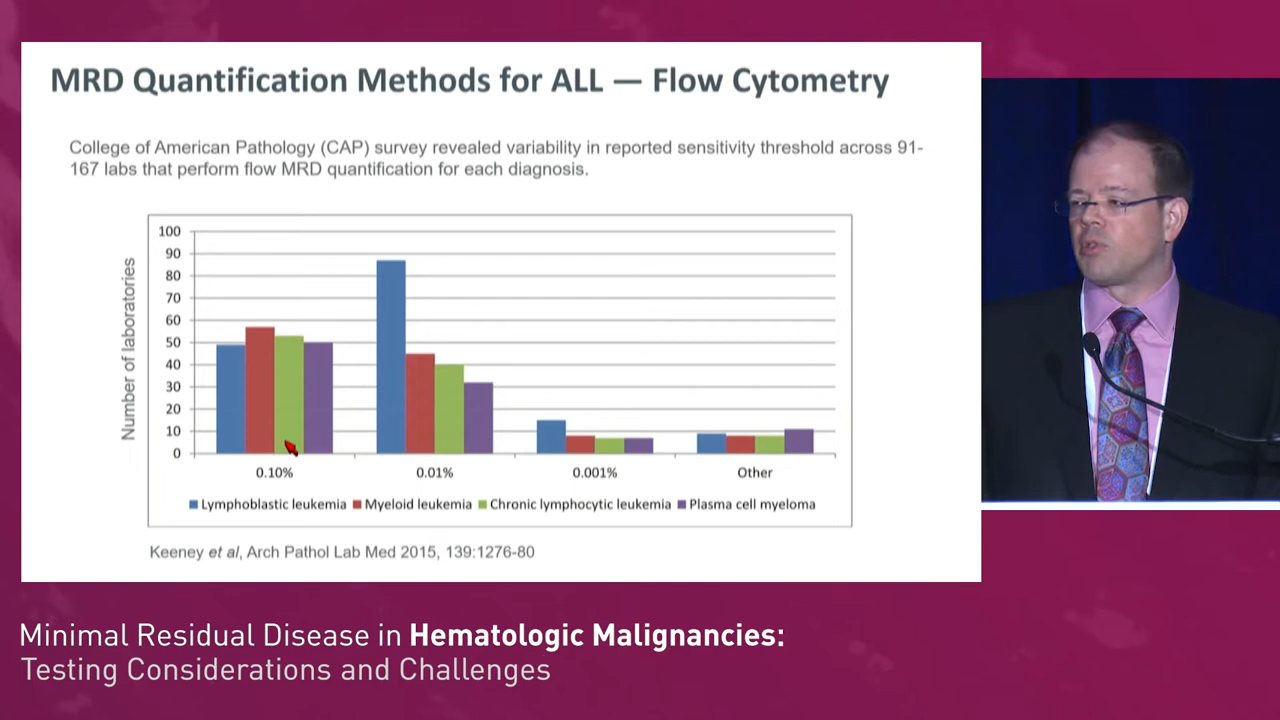 MRD Quantification Methods for ALL — Flow Cytometry
College of American Pathology (CAP) survey revealed variability in reported sensitivity threshold across 91-
167 labs that perform flow MRD quantification for each diagnosis.
Number of laboratories
100
90
80
70
60
50
40
30
20
10
0
0.10% 0.01% 0.001% Other
Lymphoblastic leukemia Myeloid leukemia Chronic lymphocytic leukemia Plasma cell myeloma
Keeney et al, Arch Pathol Lab Med 2015, 139:1276-80
Minimal Residual Disease in Hematologic Malignancies:
Testing Considerations and Challenges